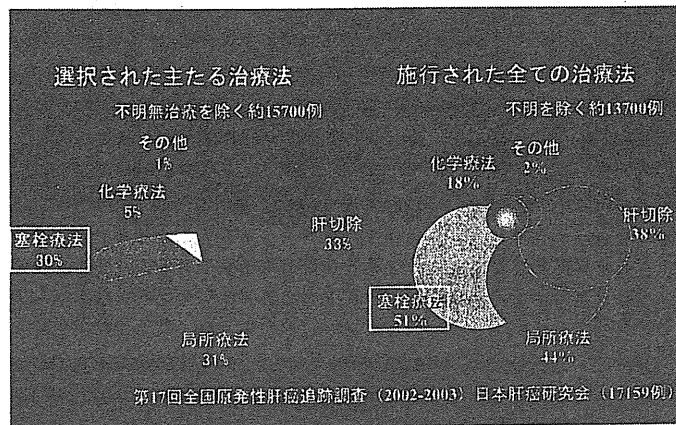 選択された主たる治療法
不明無治療を除く約15700例
その他
1%
化学療法
5%
塞栓療法
30%
肝切除
33%
局所療法
31%
施行された全ての治療法
不明を除く約13700例
その他
2%
化学療法
18%
肝切除
38%
塞栓療法
51%
局所療法
44%
第17回全国原発性肝癌追跡調査（2002-2003）日本肝癌研究会（17159例）